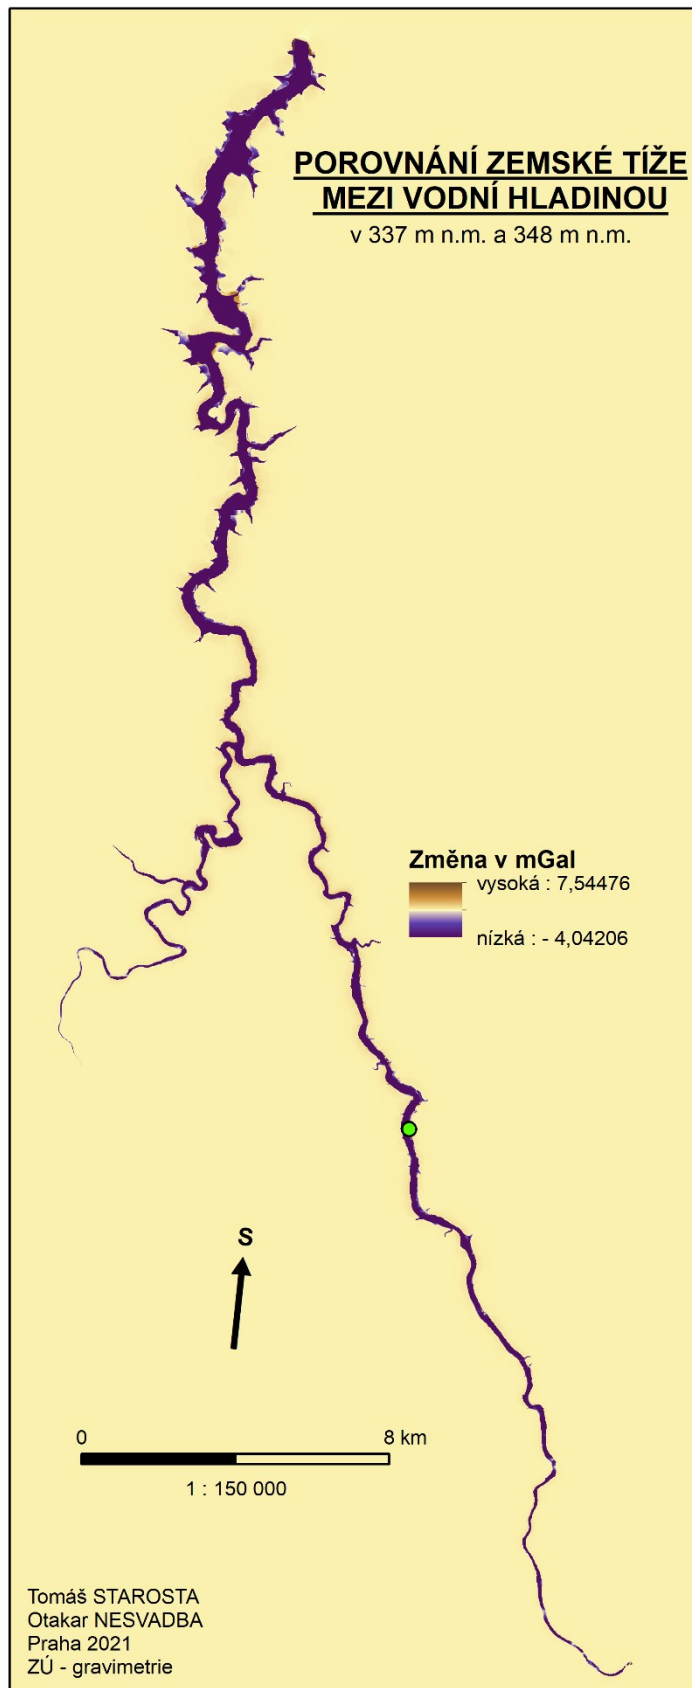 POROVNÁNÍ ZEMSKÉ TÍŽE
MEZI VODNÍ HLADINOU
v 337 m n.m. a 348 m n.m.
Změna v mGal
vysoká : 7,54476
nízká : - 4,04206
S
0 8 km
1 : 150 000
Tomáš STAROSTA
Otakar NESVADBA
Praha 2021
ZÚ - gravimetrie